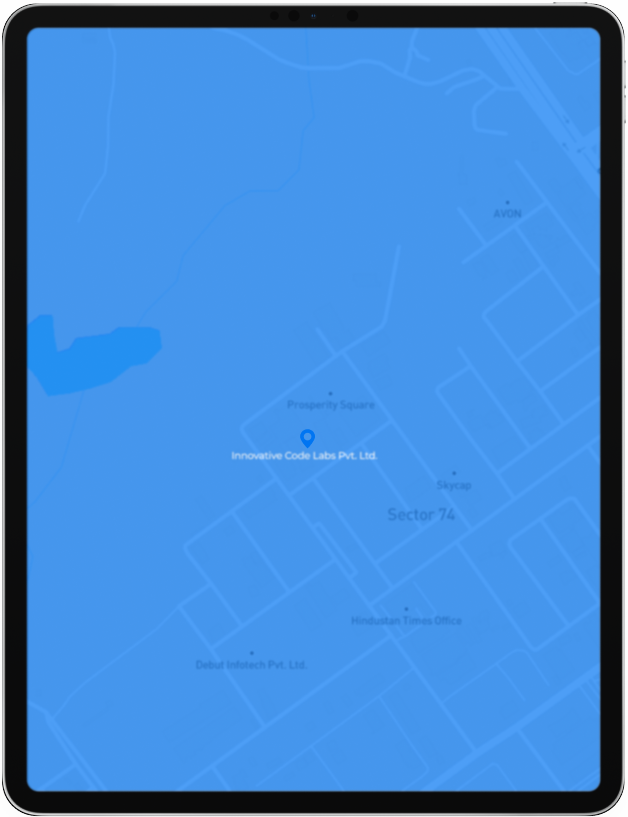 AVON
Prosperity Square
Innovative Code Labs Pvt. Ltd.
Skycap
Sector 74
Hindustan Times Office
Debut Infotech Pvt. Ltd.